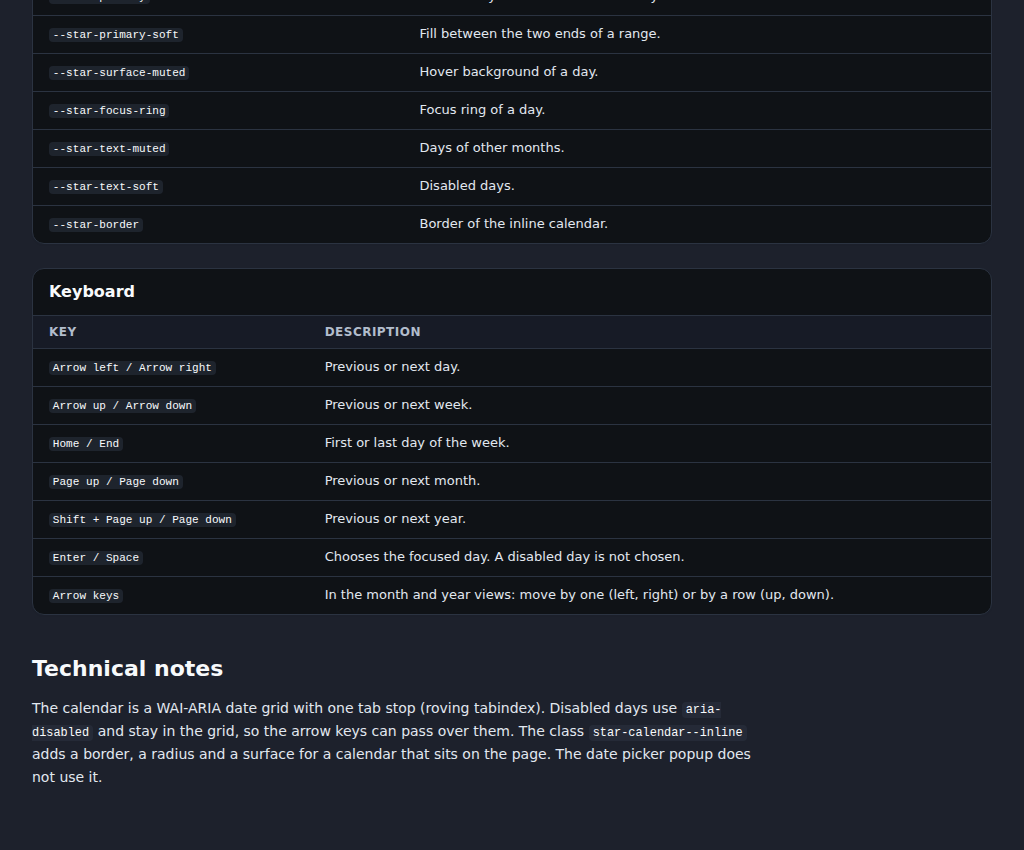 --star-primary-soft Fill between the two ends of a range.
--star-surface-muted Hover background of a day.
--star-focus-ring Focus ring of a day.
--star-text-muted Days of other months.
--star-text-soft Disabled days.
--star-border Border of the inline calendar.
Keyboard
KEY DESCRIPTION
Arrow left / Arrow right Previous or next day.
Arrow up / Arrow down Previous or next week.
Home / End First or last day of the week.
Page up / Page down Previous or next month.
Shift + Page up / Page down Previous or next year.
Enter / Space Chooses the focused day. A disabled day is not chosen.
Arrow keys In the month and year views: move by one (left, right) or by a row (up, down).
Technical notes
The calendar is a WAI-ARIA date grid with one tab stop (roving tabindex). Disabled days use aria-
disabled and stay in the grid, so the arrow keys can pass over them. The class star-calendar--inline
adds a border, a radius and a surface for a calendar that sits on the page. The date picker popup does
not use it.